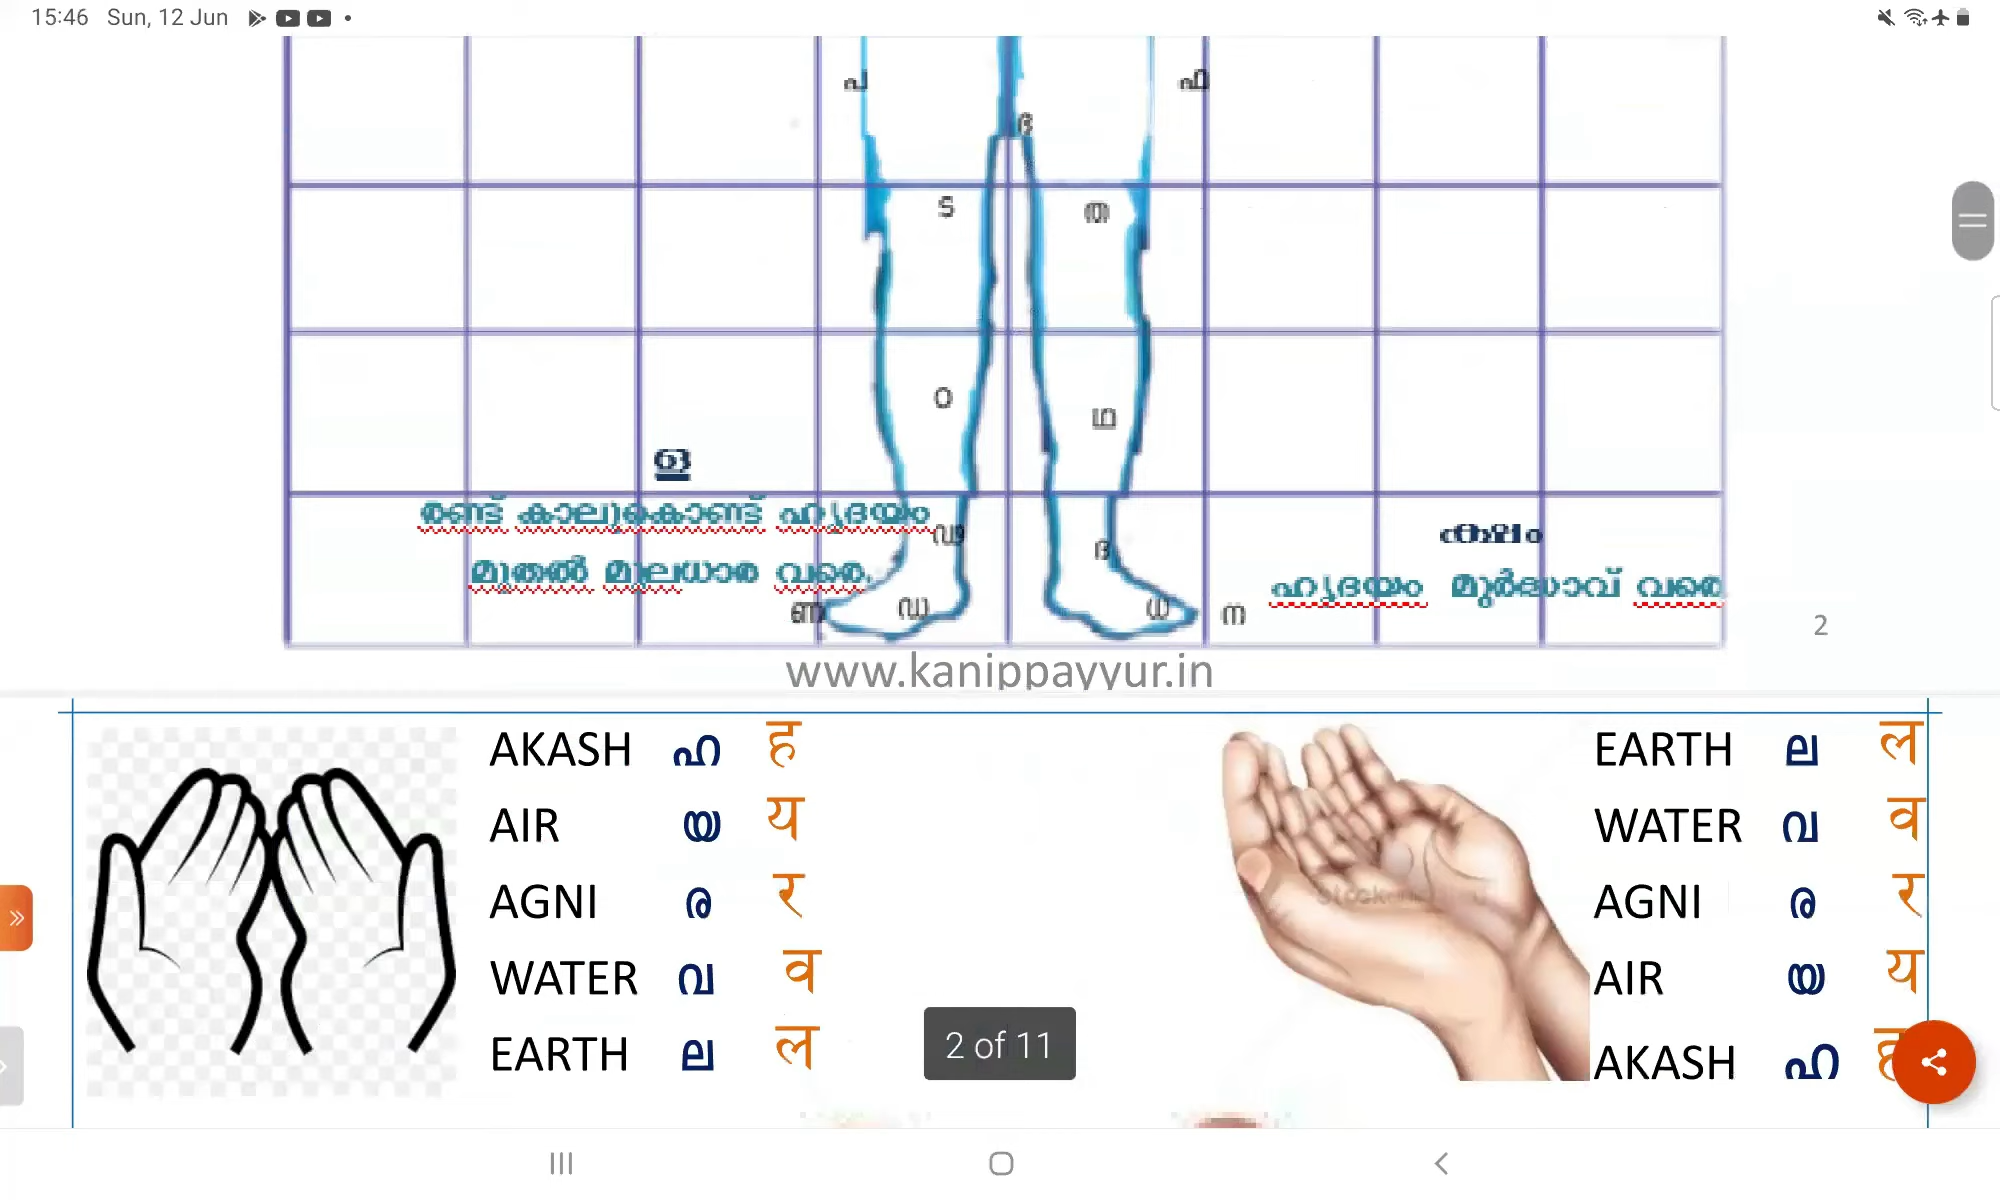 15:46 Sun, 12 Jun
പ ഫ
ദ
ട ത
ഠ ഥ
ള
രണ്ട് കാലുകൊണ്ട് ഹൃദയം
മുതൽ മൂലധാര വരെ.
ദ
ഹൃദയം മൂർദ്ധാവ് വരെ
ണ ഡ ധ ന
2
www.kanippayyur.in
AKASH ഹ ह
AIR യ य
AGNI ര र
WATER വ व
EARTH ല ल
EARTH ല ल
WATER വ व
AGNI ര र
AIR യ य
AKASH ഹ ह
2 of 11